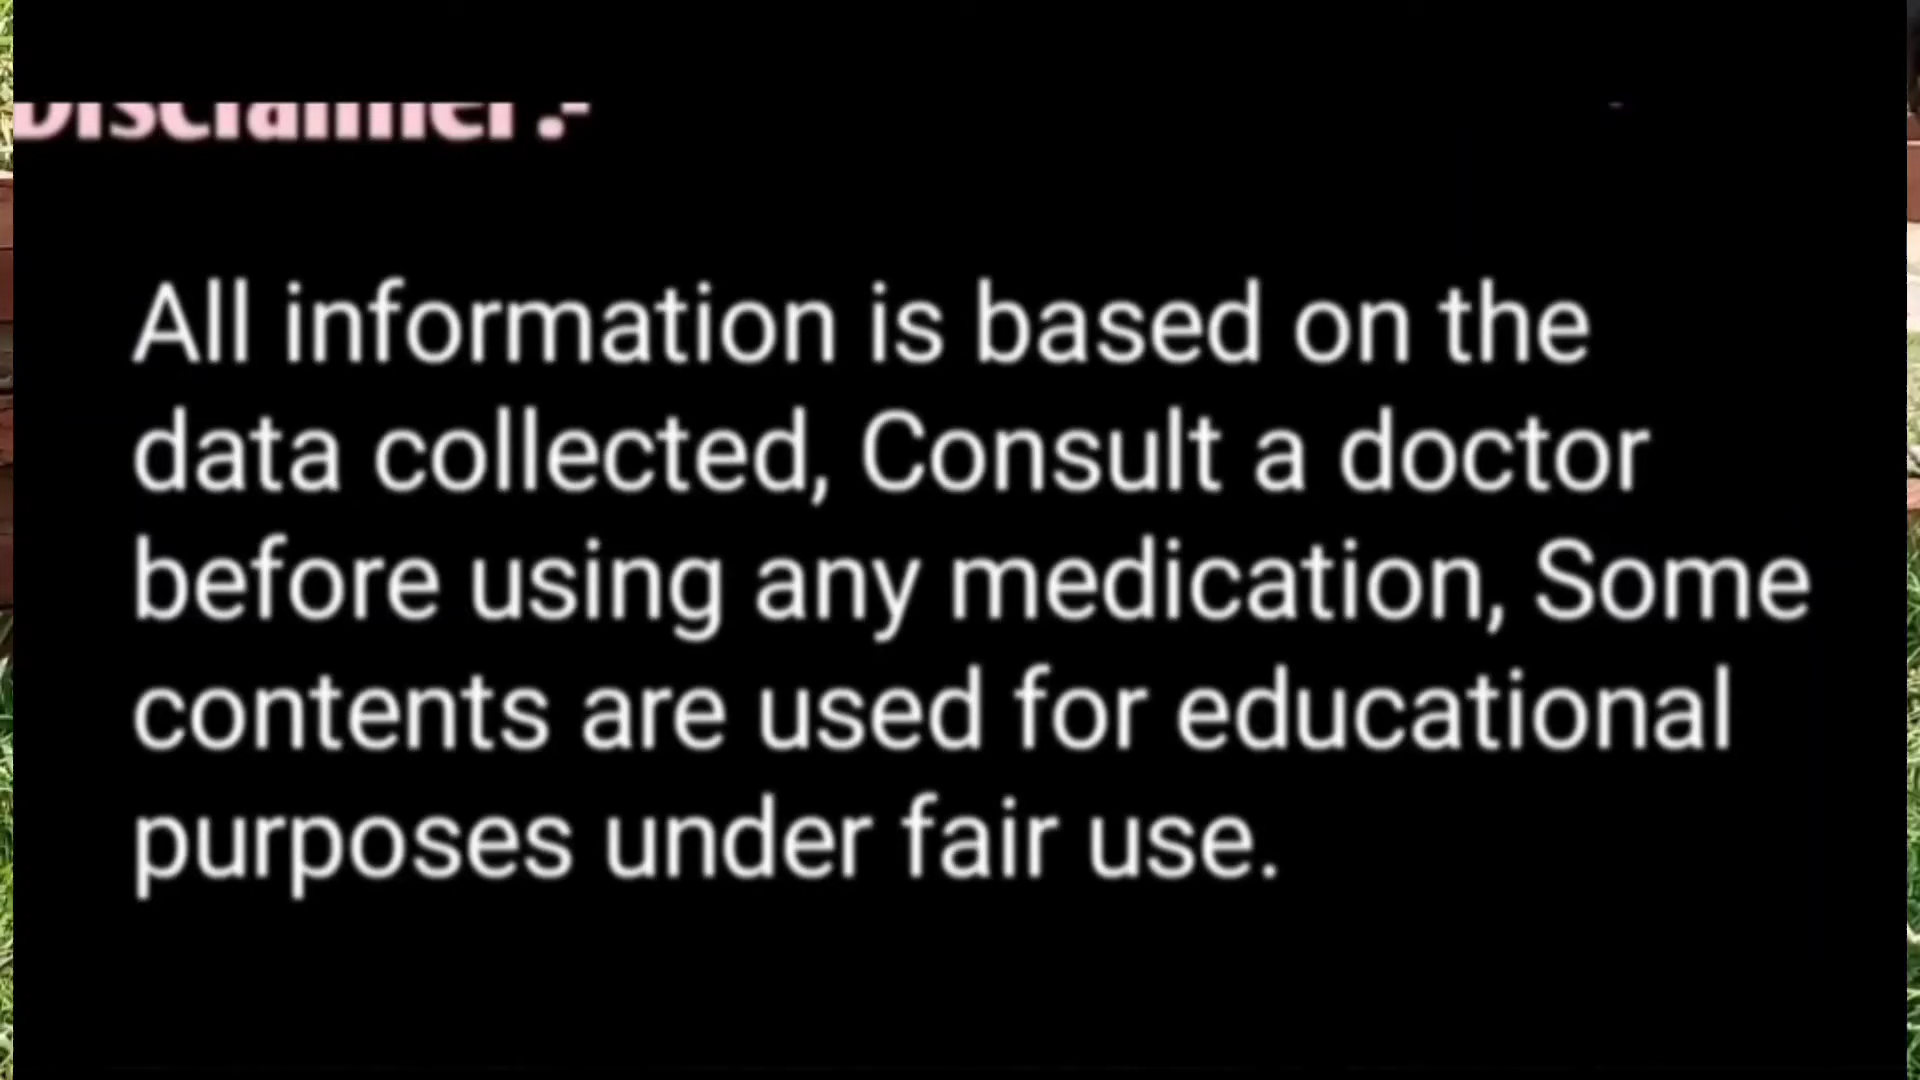 Disclaimer:-
All information is based on the
data collected, Consult a doctor
before using any medication, Some
contents are used for educational
purposes under fair use.